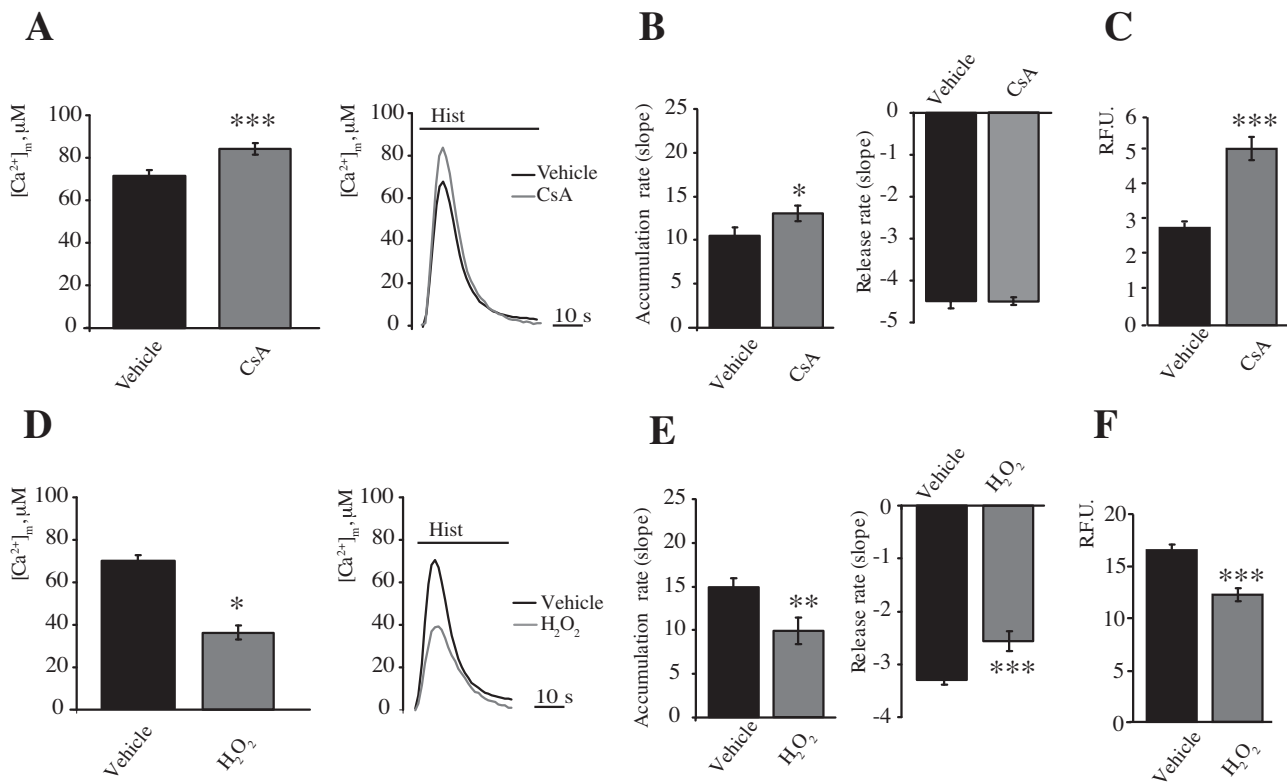 A
[Ca²⁺]m, µM
100
80
60
40
20
0
***
Vehicle
CsA
[Ca²⁺]m, µM
100
80
60
40
20
0
Hist
Vehicle
CsA
10 s
B
Accumulation rate (slope)
25
20
15
10
5
0
*
Vehicle
CsA
Release rate (slope)
Vehicle
CsA
0
-1
-2
-3
-4
-5
C
R.F.U.
6
5
4
3
2
1
0
***
Vehicle
CsA
D
[Ca²⁺]m, µM
100
80
60
40
20
0
*
Vehicle
H₂O₂
[Ca²⁺]m, µM
100
80
60
40
20
0
Hist
Vehicle
H₂O₂
10 s
E
Accumulation rate (slope)
25
20
15
10
5
0
**
Vehicle
H₂O₂
Release rate (slope)
Vehicle
H₂O₂
0
-1
-2
-3
-4
***
F
R.F.U.
20
15
10
5
0
***
Vehicle
H₂O₂